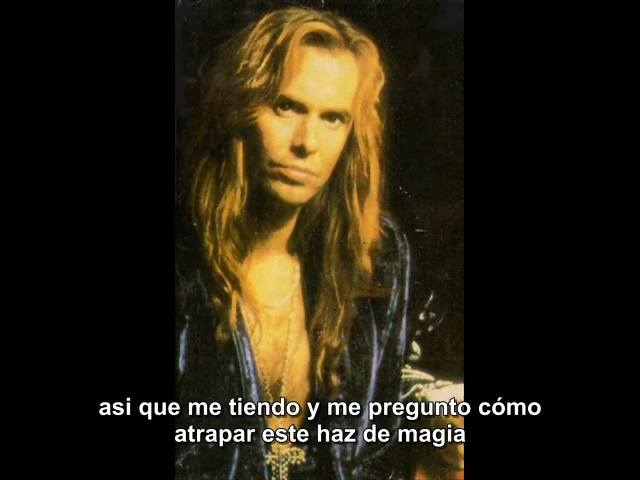 asi que me tiendo y me pregunto cómo
atrapar este haz de magia